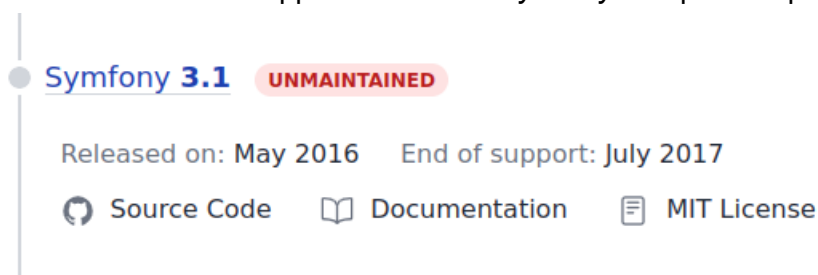 Symfony 3.1 UNMAINTAINED
Released on: May 2016 End of support: July 2017
Source Code Documentation MIT License